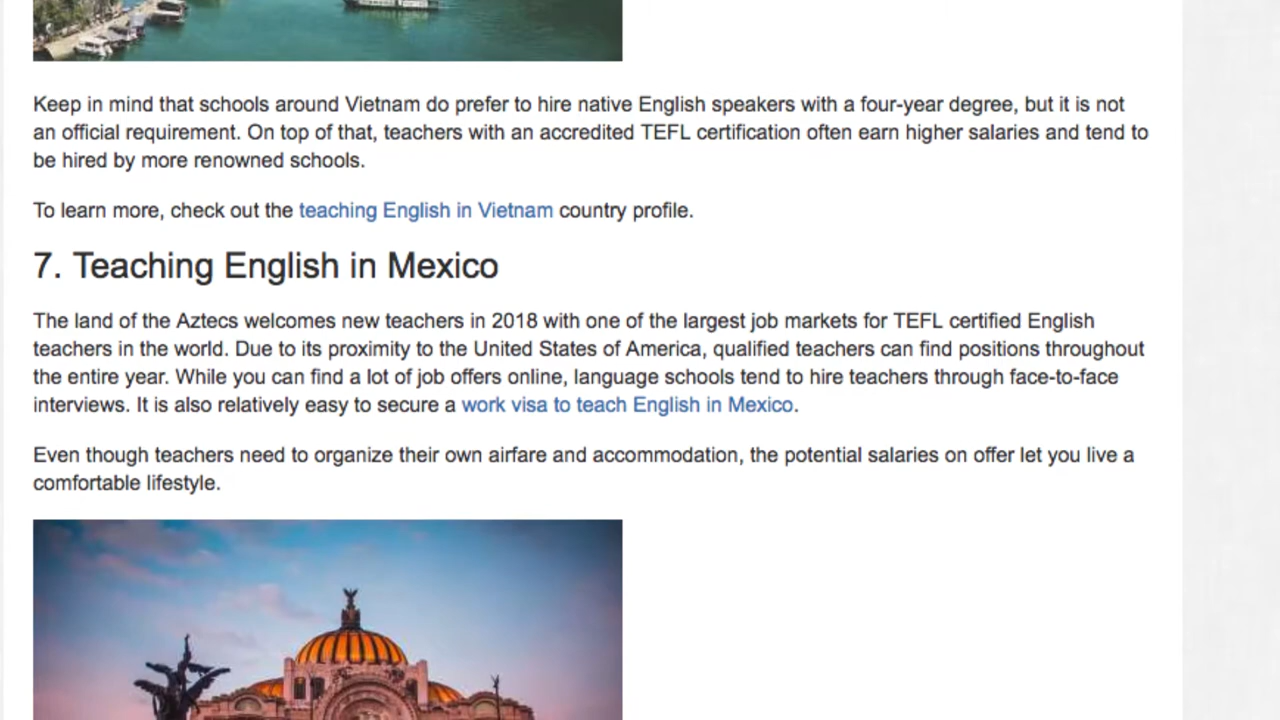 Keep in mind that schools around Vietnam do prefer to hire native English speakers with a four-year degree, but it is not
an official requirement. On top of that, teachers with an accredited TEFL certification often earn higher salaries and tend to
be hired by more renowned schools.
To learn more, check out the teaching English in Vietnam country profile.
7. Teaching English in Mexico
The land of the Aztecs welcomes new teachers in 2018 with one of the largest job markets for TEFL certified English
teachers in the world. Due to its proximity to the United States of America, qualified teachers can find positions throughout
the entire year. While you can find a lot of job offers online, language schools tend to hire teachers through face-to-face
interviews. It is also relatively easy to secure a work visa to teach English in Mexico.
Even though teachers need to organize their own airfare and accommodation, the potential salaries on offer let you live a
comfortable lifestyle.